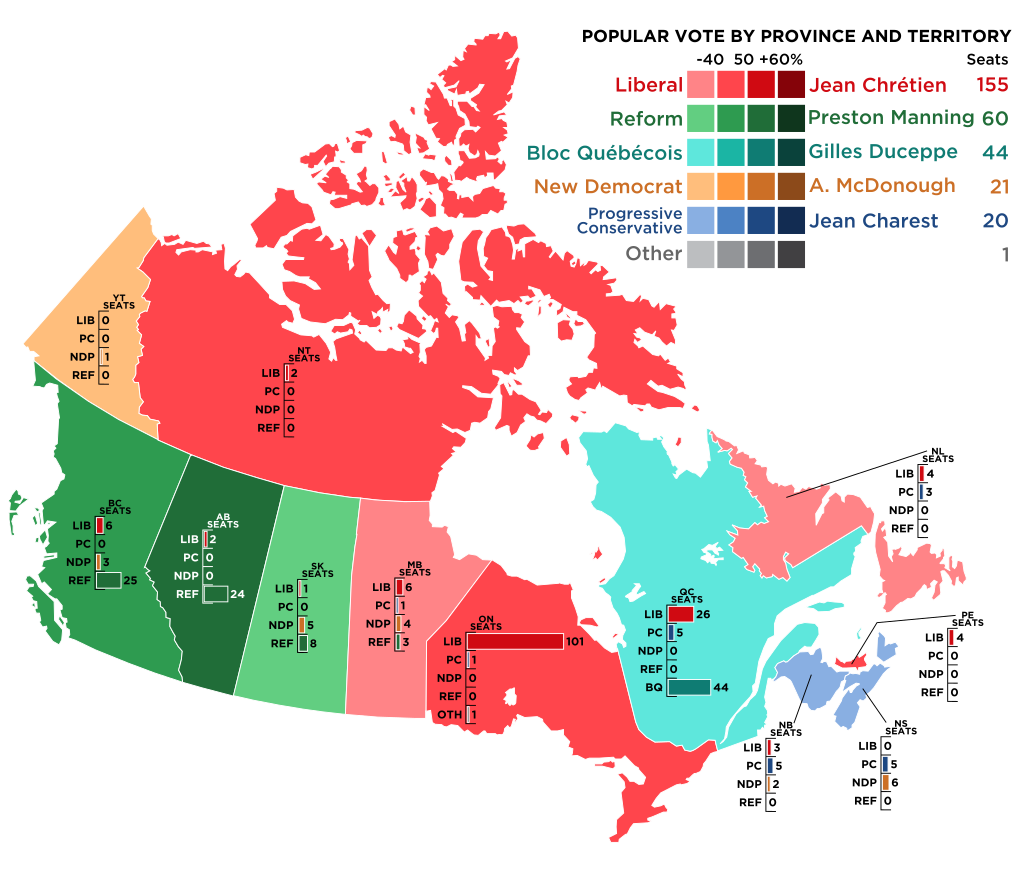 POPULAR VOTE BY PROVINCE AND TERRITORY
-40 50 +60% Seats
Liberal Jean Chrétien 155
Reform Preston Manning 60
Bloc Québécois Gilles Duceppe 44
New Democrat A. McDonough 21
Progressive
Conservative Jean Charest 20
Other 1
YT
SEATS
LIB 0
PC 0
NDP 1
REF 0
NT
SEATS
LIB 2
PC 0
NDP 0
REF 0
NL
SEATS
LIB 4
PC 3
NDP 0
REF 0
BC
SEATS
LIB 6
PC 0
NDP 3
REF 25
AB
SEATS
LIB 2
PC 0
NDP 0
REF 24
SK
SEATS
LIB 1
PC 0
NDP 5
REF 8
MB
SEATS
LIB 6
PC 1
NDP 4
REF 3
ON
SEATS
LIB 101
PC 1
NDP 0
REF 0
OTH 1
QC
SEATS
LIB 26
PC 5
NDP 0
REF 0
BQ 44
PE
SEATS
LIB 4
PC 0
NDP 0
REF 0
NB
SEATS
LIB 3
PC 5
NDP 2
REF 0
NS
SEATS
LIB 0
PC 5
NDP 6
REF 0